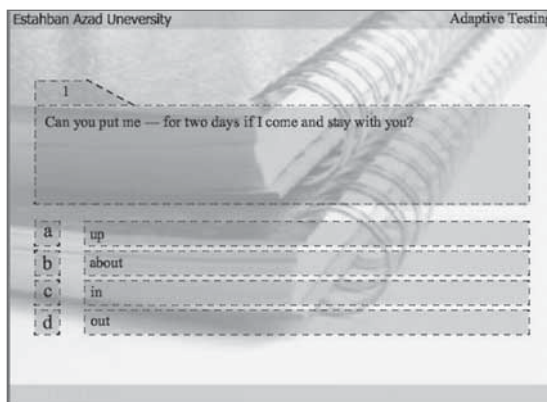 Estahban Azad Uneversity
Adaptive Testing
1
Can you put me — for two days if I come and stay with you?
a
up
b
about
c
in
d
out